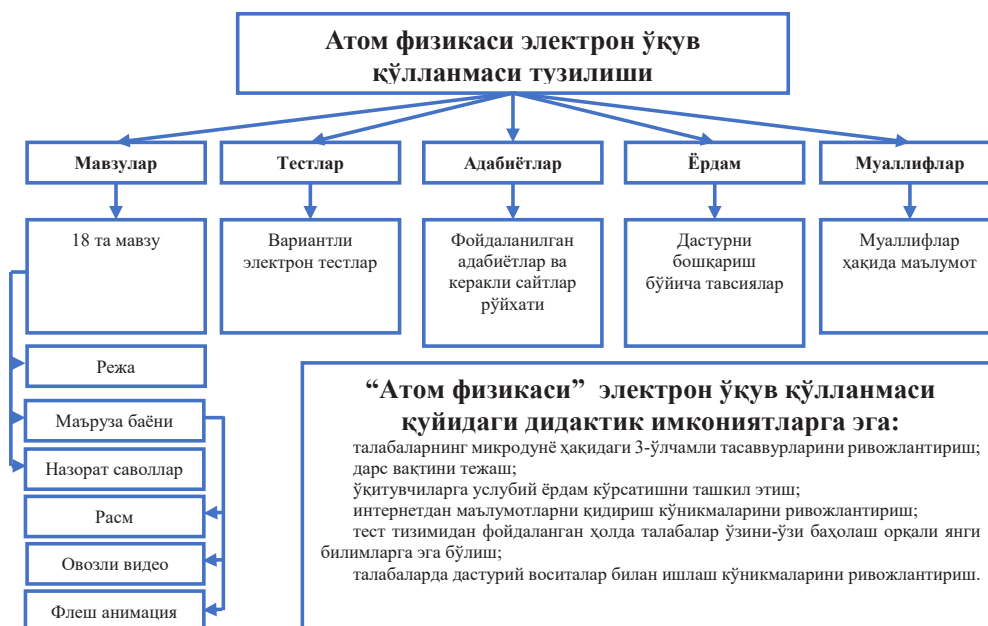 Атом физикаси электрон ўқув
қўлланмаси тузилиши
Мавзулар
Тестлар
Адабиётлар
Ёрдам
Муаллифлар
18 та мавзу
Вариантли
электрон тестлар
Фойдаланилган
адабиётлар ва
керакли сайтлар
рўйхати
Дастурни
бошқариш
бўйича тавсиялар
Муаллифлар
ҳақида маълумот
Режа
Маъруза баёни
Назорат саволлар
Расм
Овозли видео
Флеш анимация
“Атом физикаси” электрон ўқув қўлланмаси
қуйидаги дидактик имкониятларга эга:
талабаларнинг микродунё ҳақидаги 3-ўлчамли тасаввурларини ривожлантириш;
дарс вақтини тежаш;
ўқитувчиларга услубий ёрдам кўрсатишни ташкил этиш;
интернетдан маълумотларни қидириш кўникмаларини ривожлантириш;
тест тизимидан фойдаланган ҳолда талабалар ўзини-ўзи баҳолаш орқали янги
билимларга эга бўлиш;
талабаларда дастурий воситалар билан ишлаш кўникмаларини ривожлантириш.